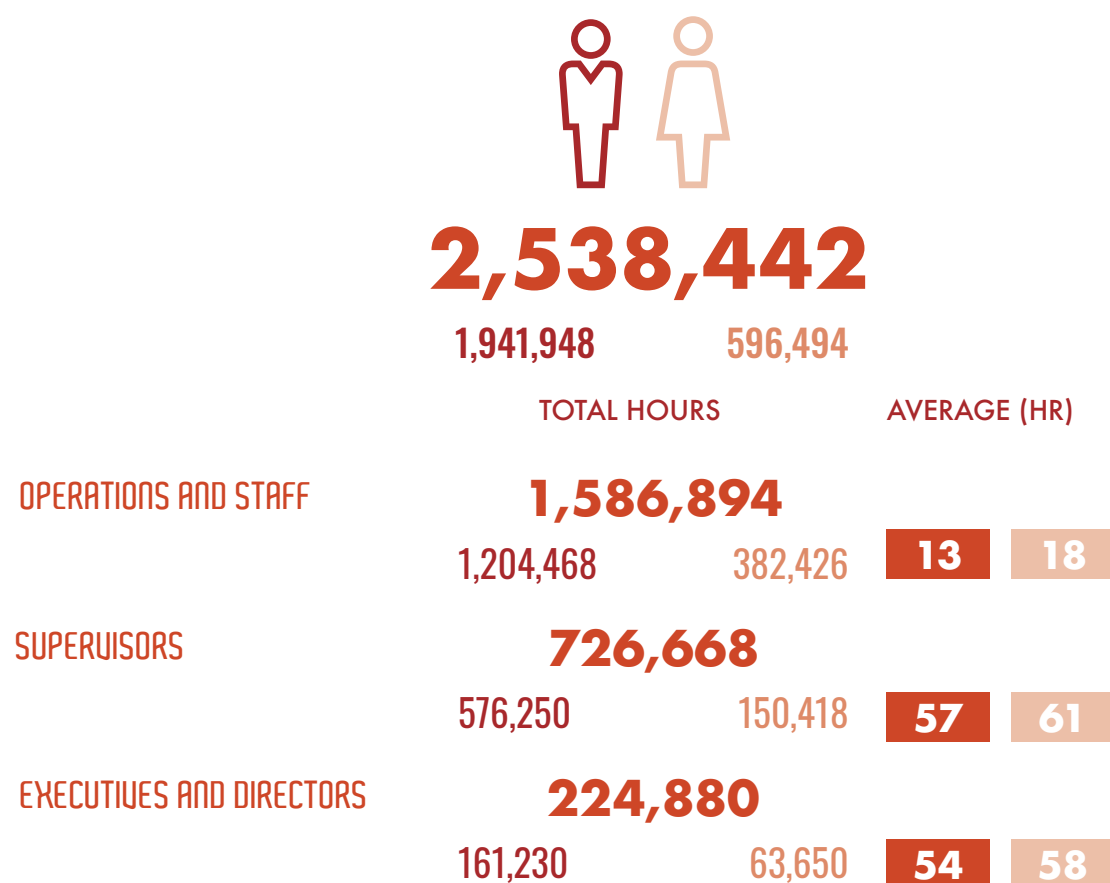 2,538,442
1,941,948 596,494
TOTAL HOURS AVERAGE (HR)
OPERATIONS AND STAFF 1,586,894
1,204,468 382,426 13 18
SUPERVISORS 726,668
576,250 150,418 57 61
EXECUTIVES AND DIRECTORS 224,880
161,230 63,650 54 58